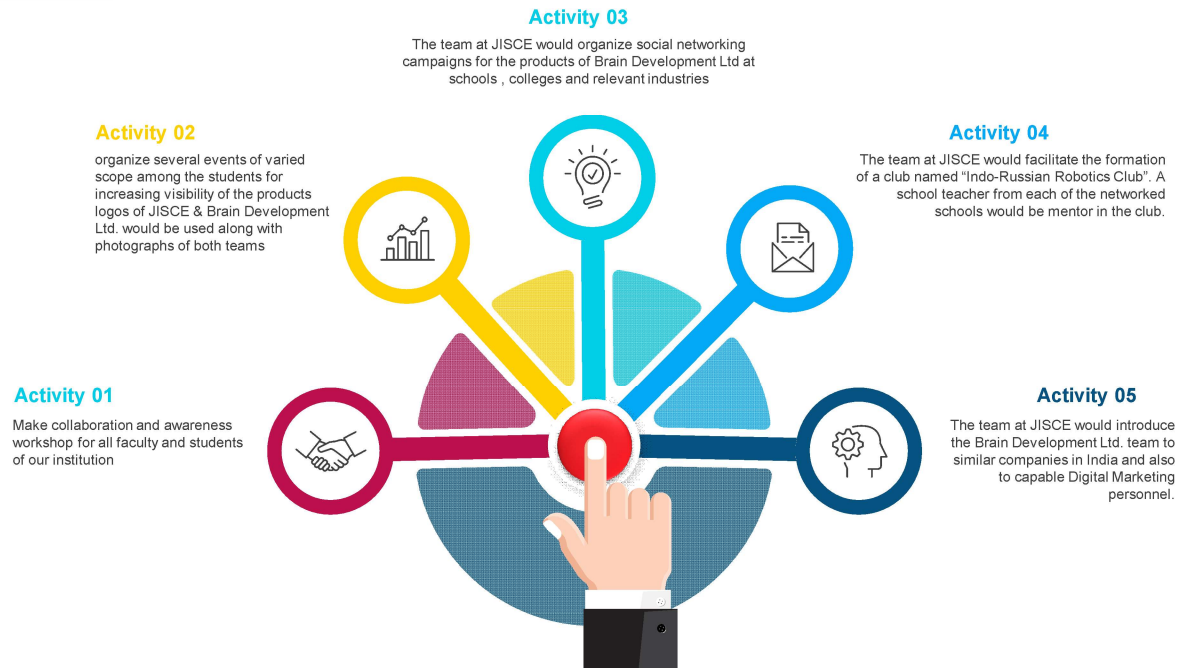 Activity 03
The team at JISCE would organize social networking
campaigns for the products of Brain Development Ltd at
schools , colleges and relevant industries
Activity 02
organize several events of varied
scope among the students for
increasing visibility of the products
logos of JISCE & Brain Development
Ltd. would be used along with
photographs of both teams
Activity 04
The team at JISCE would facilitate the formation
of a club named “Indo-Russian Robotics Club”. A
school teacher from each of the networked
schools would be mentor in the club.
Activity 01
Make collaboration and awareness
workshop for all faculty and students
of our institution
Activity 05
The team at JISCE would introduce
the Brain Development Ltd. team to
similar companies in India and also
to capable Digital Marketing
personnel.